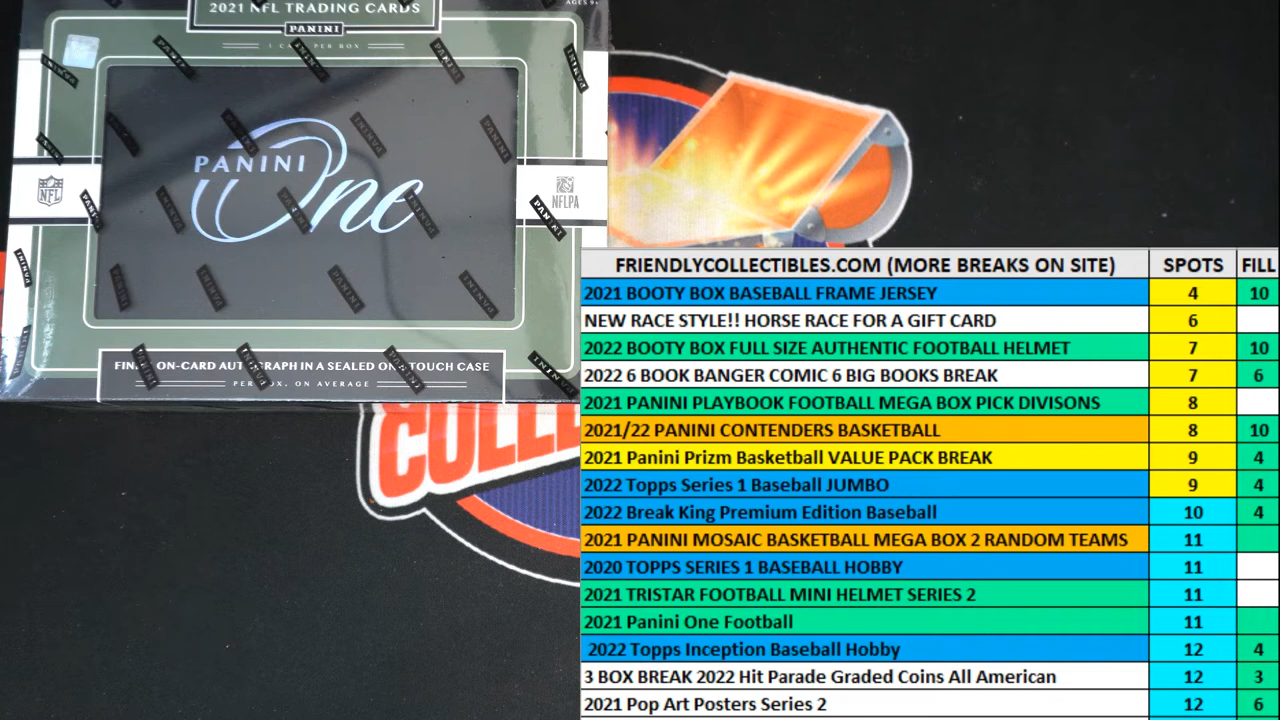 2021 NFL TRADING CARDS
PANINI
1 CARD PER BOX
AGES 9+
PANINI
One
NFL
NFLPA
FIND ON-CARD AUTOGRAPH IN A SEALED ONE-TOUCH CASE
PER BOX, ON AVERAGE
COLLE
FRIENDLYCOLLECTIBLES.COM (MORE BREAKS ON SITE) SPOTS FILL
2021 BOOTY BOX BASEBALL FRAME JERSEY 4 10
NEW RACE STYLE!! HORSE RACE FOR A GIFT CARD 6
2022 BOOTY BOX FULL SIZE AUTHENTIC FOOTBALL HELMET 7 10
2022 6 BOOK BANGER COMIC 6 BIG BOOKS BREAK 7 6
2021 PANINI PLAYBOOK FOOTBALL MEGA BOX PICK DIVISONS 8
2021/22 PANINI CONTENDERS BASKETBALL 8 10
2021 Panini Prizm Basketball VALUE PACK BREAK 9 4
2022 Topps Series 1 Baseball JUMBO 9 4
2022 Break King Premium Edition Baseball 10 4
2021 PANINI MOSAIC BASKETBALL MEGA BOX 2 RANDOM TEAMS 11
2020 TOPPS SERIES 1 BASEBALL HOBBY 11
2021 TRISTAR FOOTBALL MINI HELMET SERIES 2 11
2021 Panini One Football 11
2022 Topps Inception Baseball Hobby 12 4
3 BOX BREAK 2022 Hit Parade Graded Coins All American 12 3
2021 Pop Art Posters Series 2 12 6